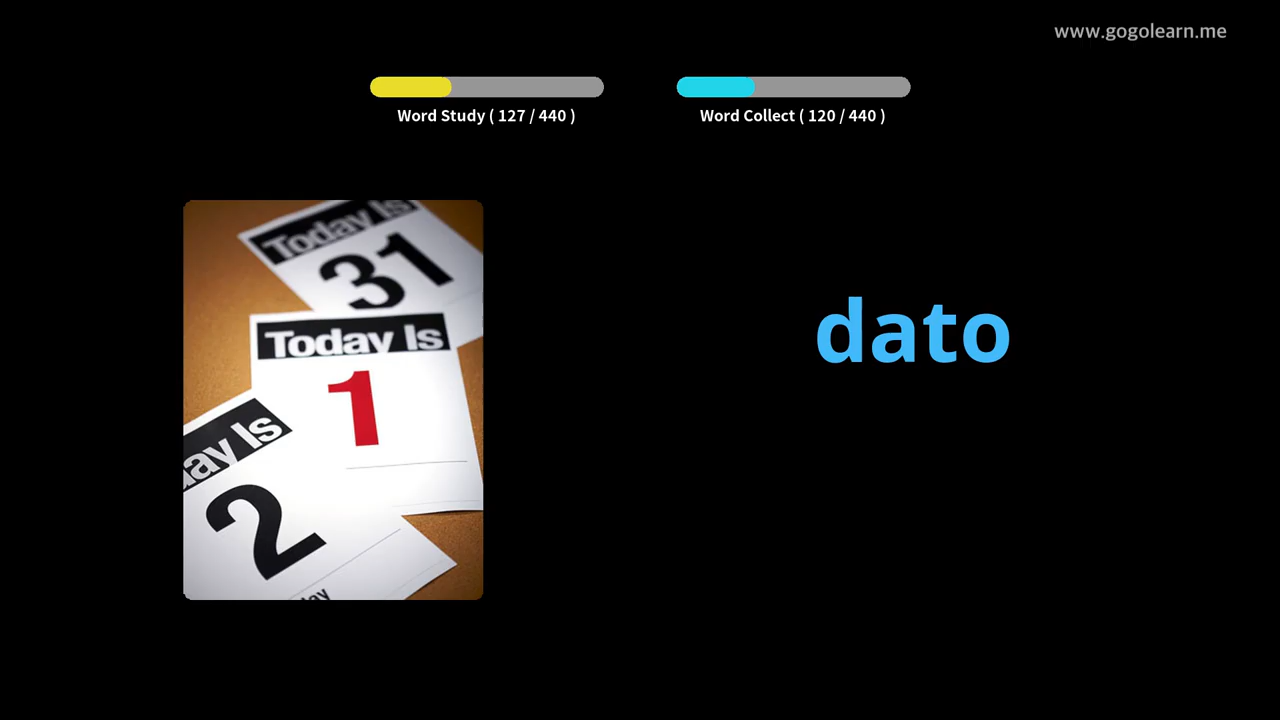 www.gogolearn.me
Word Study ( 127 / 440 )
Word Collect ( 120 / 440 )
Today Is
31
Today Is
1
ay Is
2
ay
dato